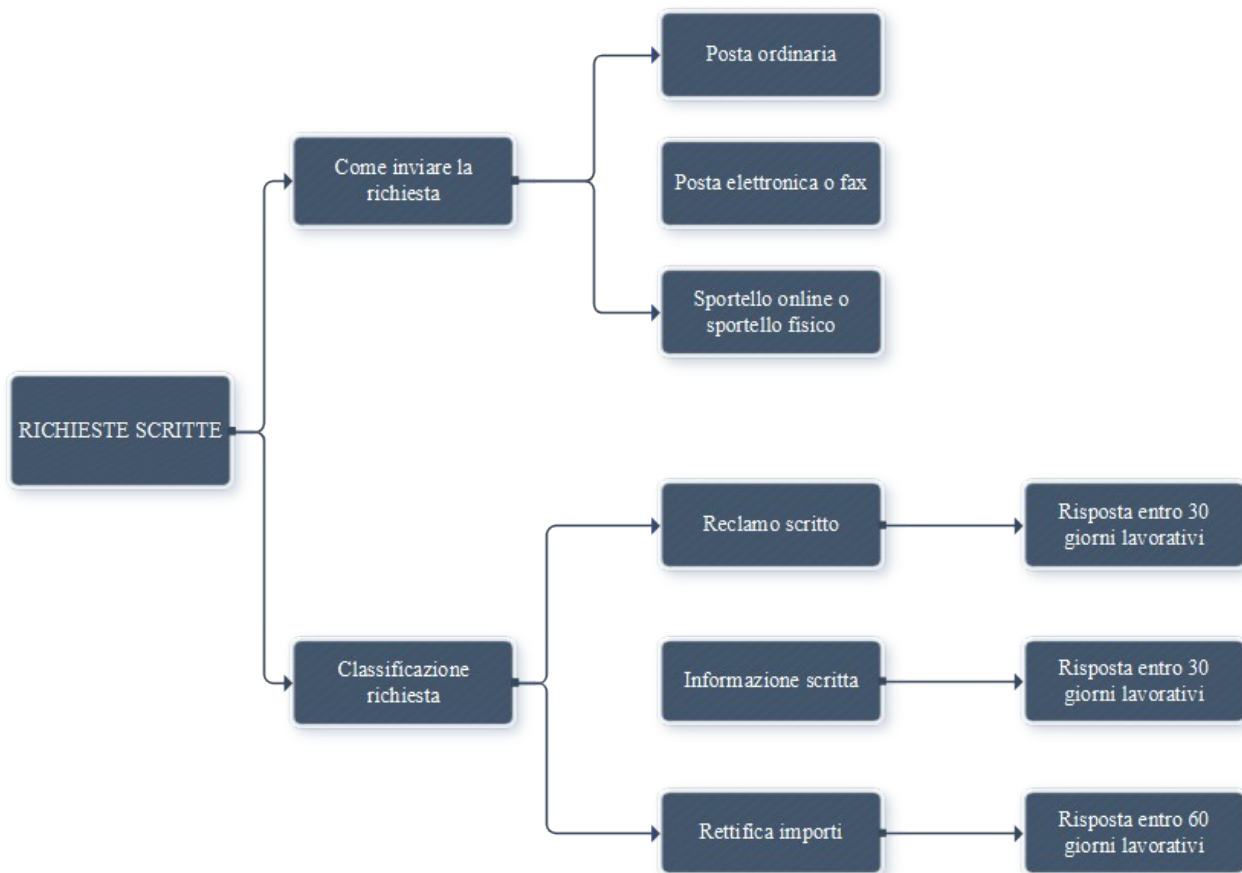 Posta ordinaria
Come inviare la
richiesta
Posta elettronica o fax
Sportello online o
sportello fisico
RICHIESTE SCRITTE
Reclamo scritto
Risposta entro 30
giorni lavorativi
Classificazione
richiesta
Informazione scritta
Risposta entro 30
giorni lavorativi
Rettifica importi
Risposta entro 60
giorni lavorativi